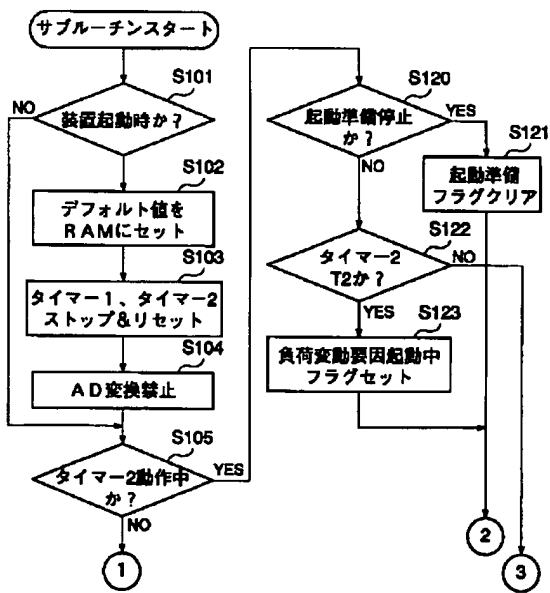 サブルーチンスタート
S101
NO
装置起動時か?
S102
デフォルト値を
RAMにセット
S103
タイマー1、タイマー2
ストップ&リセット
S104
AD変換禁止
S105
タイマー2動作中
か?
YES
NO
1
S120
起動準備停止
か?
YES
NO
S121
起動準備
フラグクリア
S122
タイマー2
T2か?
NO
YES
S123
負荷変動要因起動中
フラグセット
2
3